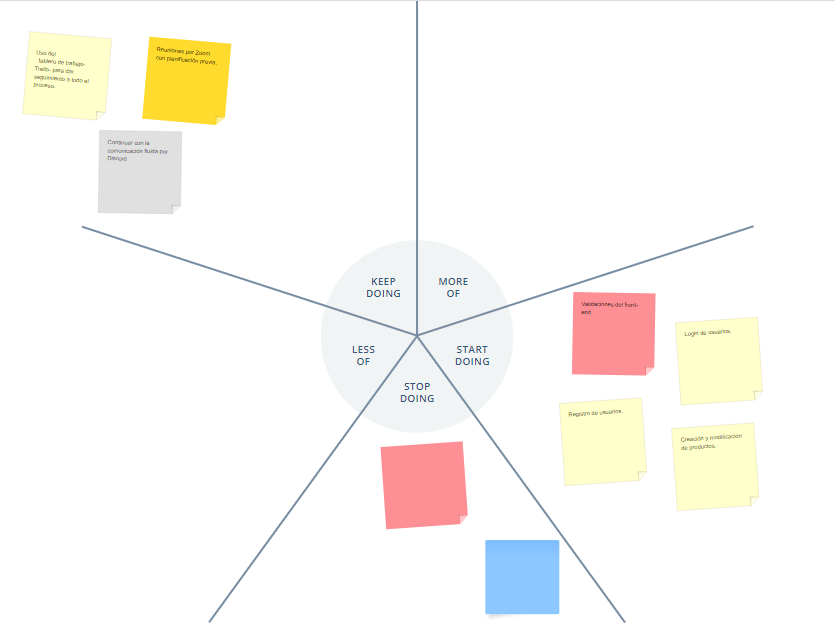 Uso del
Tablero de trabajo-
Trello- para dar
seguimiento a todo el
proceso.
Reuniones por Zoom
con planificación previa.
Continuar con la
comunicación fluida por
Discord
KEEP
DOING
MORE
OF
LESS
OF
START
DOING
STOP
DOING
Validaciones del front-
end
Login de usuarios.
Registro de usuarios.
Creación y modificación
de productos.